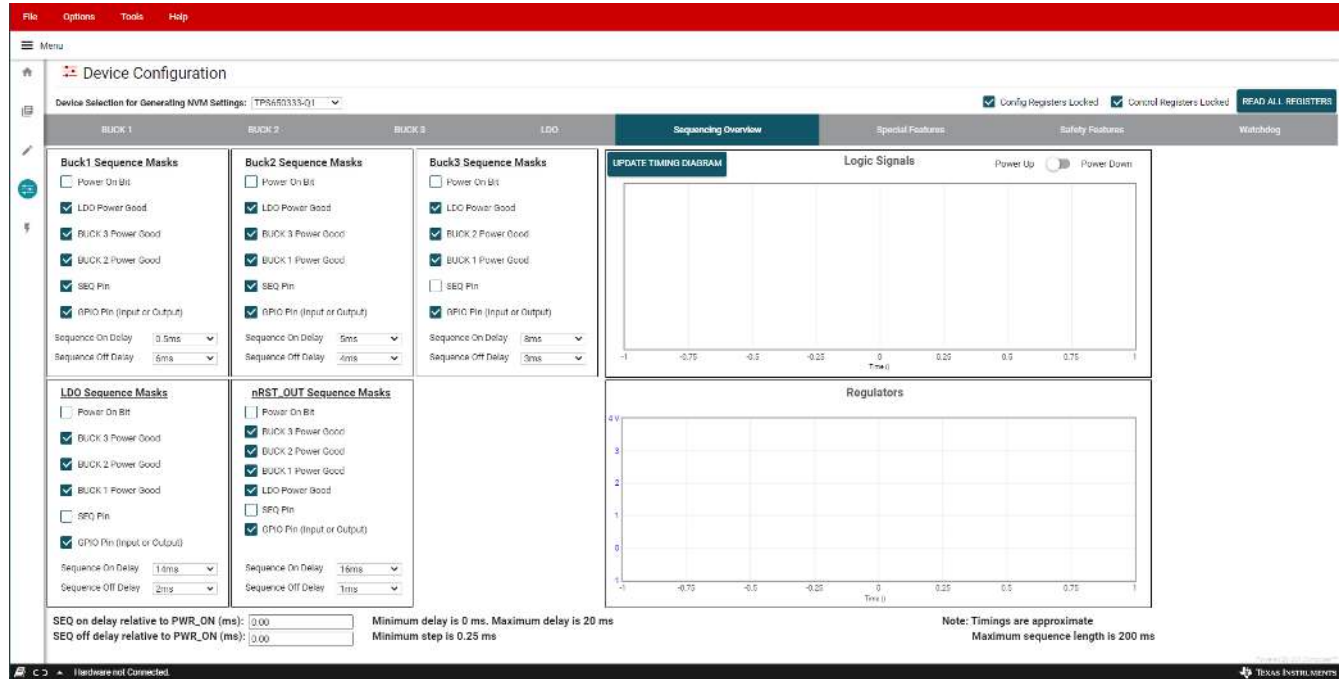 File Options Tools Help
Menu
Device Configuration
Device Selection for Generating NVM Settings: TPS650333-Q1
Config Registers Locked Control Registers Locked READ ALL REGISTERS
BUCK 1 BUCK 2 BUCK 3 LDO Sequencing Overview Special Features Safety Features Watchdog
Buck1 Sequence Masks
Power On Bit
LDO Power Good
BUCK 3 Power Good
BUCK 2 Power Good
SEQ Pin
GPIO Pin (Input or Output)
Sequence On Delay 0.5ms
Sequence Off Delay 6ms
Buck2 Sequence Masks
Power On Bit
LDO Power Good
BUCK 3 Power Good
BUCK 1 Power Good
SEQ Pin
GPIO Pin (Input or Output)
Sequence On Delay 5ms
Sequence Off Delay 4ms
Buck3 Sequence Masks
Power On Bit
LDO Power Good
BUCK 2 Power Good
BUCK 1 Power Good
SEQ Pin
GPIO Pin (Input or Output)
Sequence On Delay 8ms
Sequence Off Delay 3ms
UPDATE TIMING DIAGRAM Logic Signals Power Up Power Down
-1 -0.75 -0.5 -0.25 0 0.25 0.5 0.75 1
Time ()
LDO Sequence Masks
Power On Bit
BUCK 3 Power Good
BUCK 2 Power Good
BUCK 1 Power Good
SEQ Pin
GPIO Pin (Input or Output)
Sequence On Delay 14ms
Sequence Off Delay 2ms
nRST_OUT Sequence Masks
Power On Bit
BUCK 3 Power Good
BUCK 2 Power Good
BUCK 1 Power Good
LDO Power Good
SEQ Pin
GPIO Pin (Input or Output)
Sequence On Delay 16ms
Sequence Off Delay 1ms
Regulators
4 V
3
2
1
0
-1 -0.75 -0.5 -0.25 0 0.25 0.5 0.75 1
Time ()
SEQ on delay relative to PWR_ON (ms): 0.00 Minimum delay is 0 ms. Maximum delay is 20 ms Note: Timings are approximate
SEQ off delay relative to PWR_ON (ms): 0.00 Minimum step is 0.25 ms Maximum sequence length is 200 ms
Hardware not Connected. TEXAS INSTRUMENTS